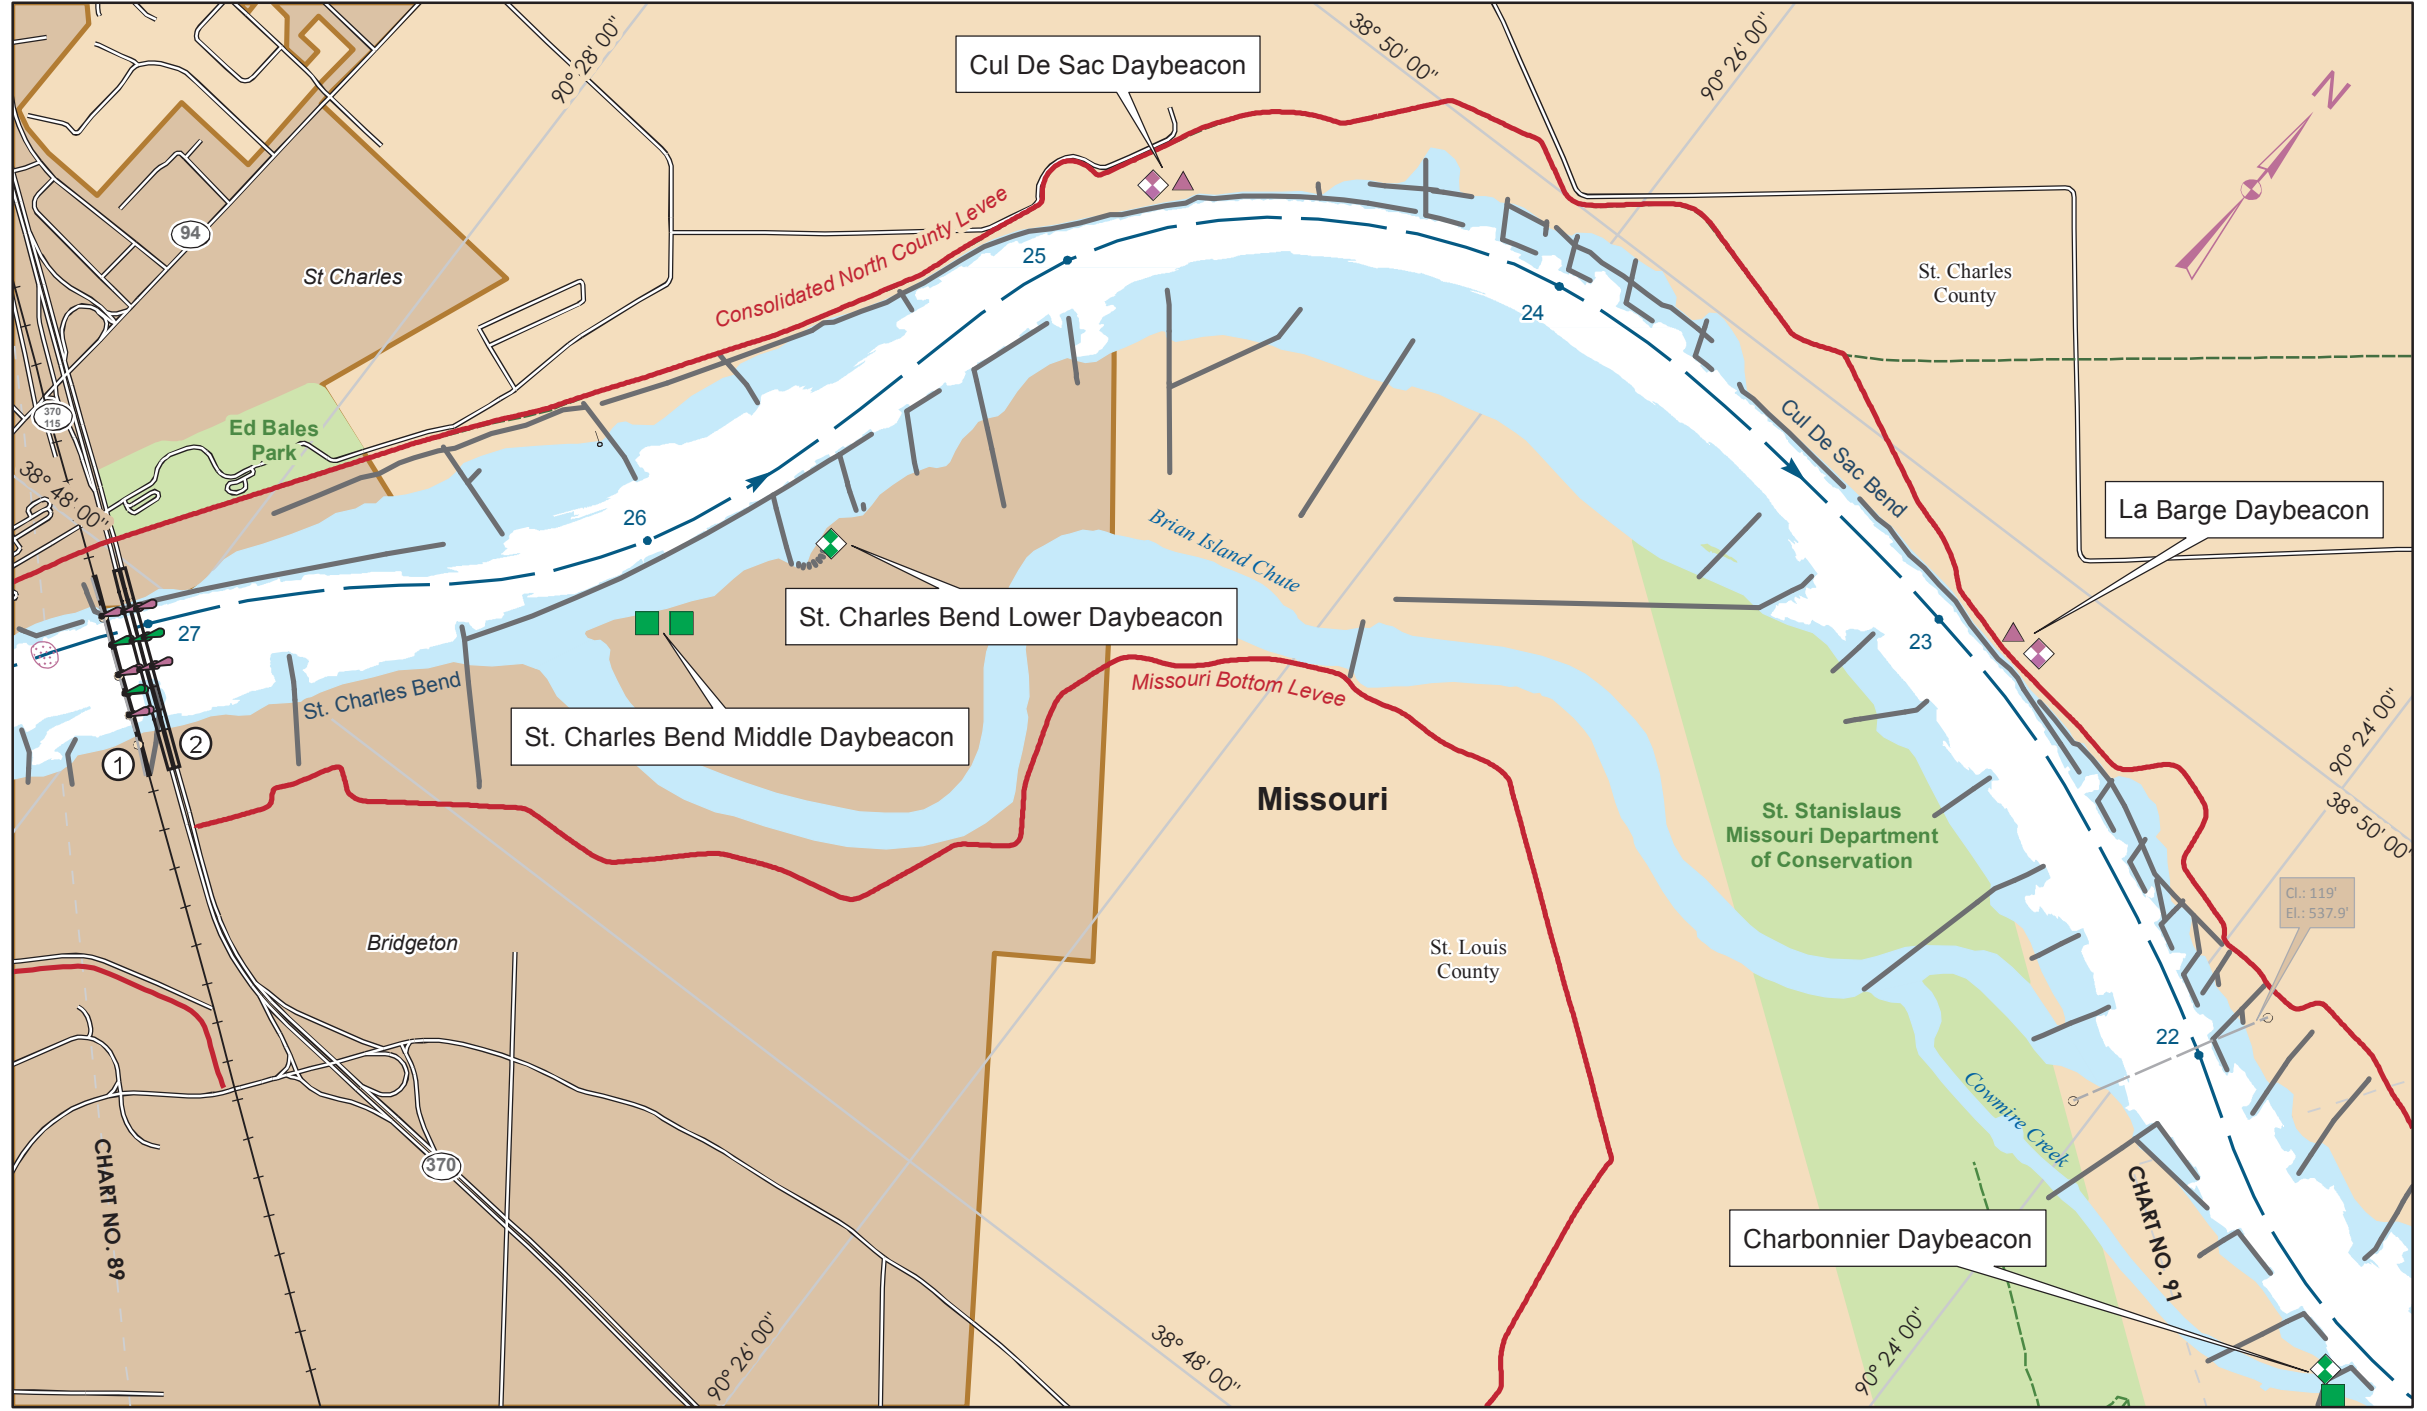 90° 28' 00"
Cul De Sac Daybeacon
38° 50' 00"
90° 26' 00"
N
94
St Charles
Consolidated North County Levee
25
24
St. Charles
County
370
115
Ed Bales
Park
38° 48' 00"
26
Cul De Sac Bend
La Barge Daybeacon
Brian Island Chute
St. Charles Bend Lower Daybeacon
27
23
St. Charles Bend
Missouri Bottom Levee
St. Charles Bend Middle Daybeacon
1
2
90° 24' 00"
38° 50' 00"
Missouri
St. Stanislaus
Missouri Department
of Conservation
Cl.: 119'
El.: 537.9'
Bridgeton
St. Louis
County
22
Cowmire Creek
CHART NO. 89
370
CHART NO. 91
Charbonnier Daybeacon
90° 26' 00"
38° 48' 00"
90° 24' 00"